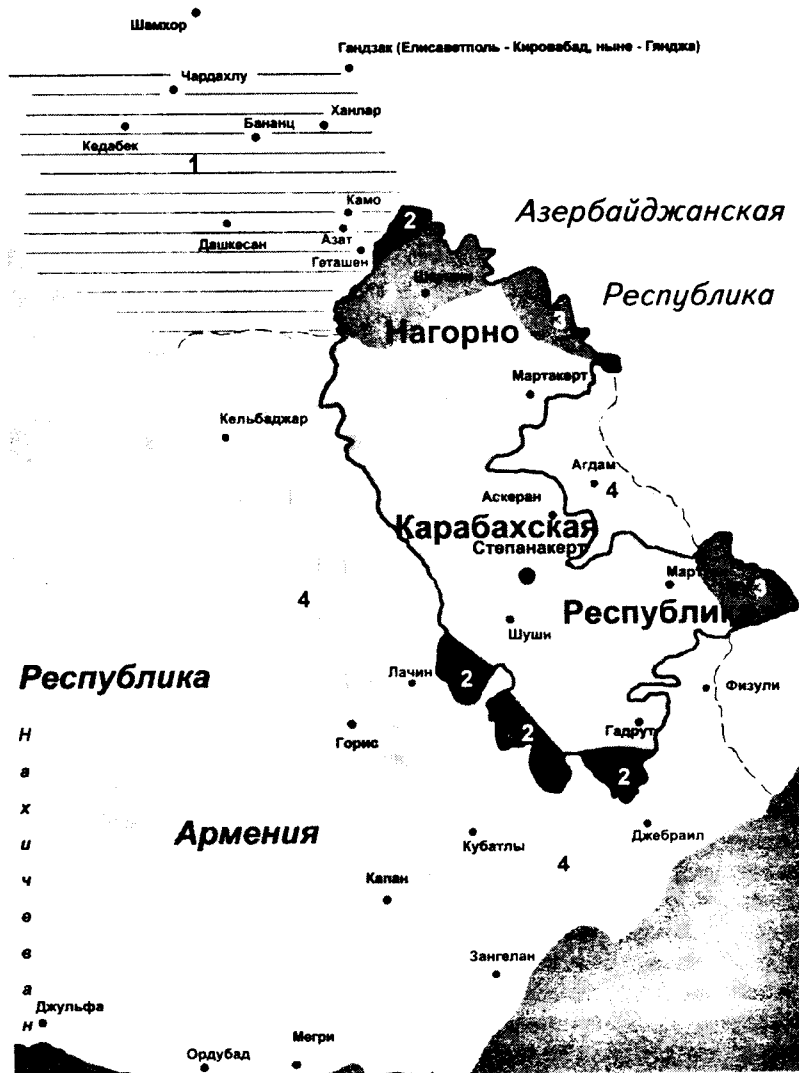 Шамхор
Гандзак (Елисаветполь - Кировабад, ныне - Гянджа)
Чардахлу
Ханлар
Бананц
Кедабек
1
Камо
2
Азербайджанская
Азат
Дашкесан
Геташен
Республика
3
Нагорно
Мартакерт
Кельбаджар
Агдам
4
Аскеран
Карабахская
Степанакерт
Март
3
4
Республик
Шуши
Республика
Лачин
2
Физули
Нахичеван
Горис
2
Гадрут
2
Армения
Джебраил
Кубатлы
4
Капан
Зангелан
Джульфа
Мегри
Ордубад